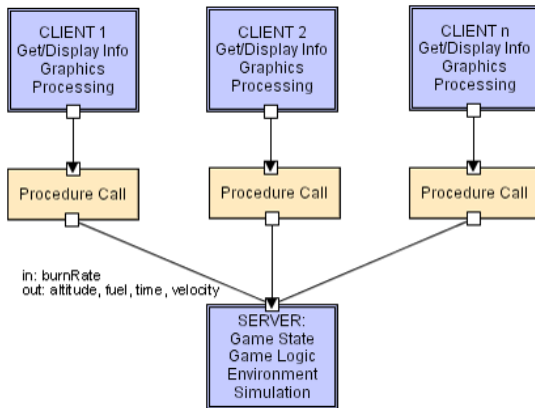 CLIENT 1
Get/Display Info
Graphics
Processing
CLIENT 2
Get/Display Info
Graphics
Processing
CLIENT n
Get/Display Info
Graphics
Processing
Procedure Call
Procedure Call
Procedure Call
in: burnRate
out: altitude, fuel, time, velocity
SERVER:
Game State
Game Logic
Environment
Simulation